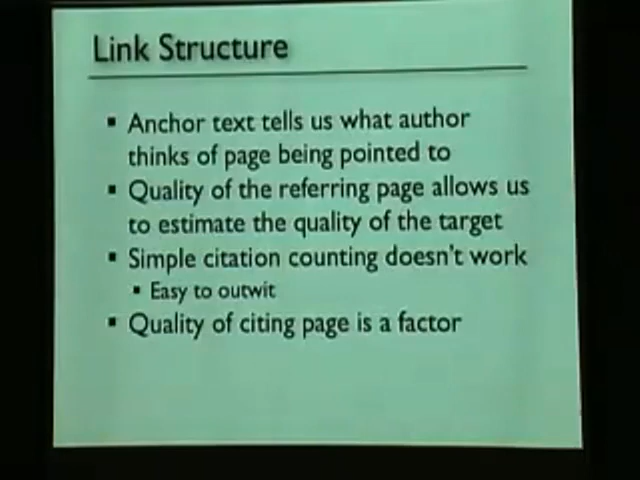 Link Structure
▪ Anchor text tells us what author
thinks of page being pointed to
▪ Quality of the referring page allows us
to estimate the quality of the target
▪ Simple citation counting doesn't work
▪ Easy to outwit
▪ Quality of citing page is a factor